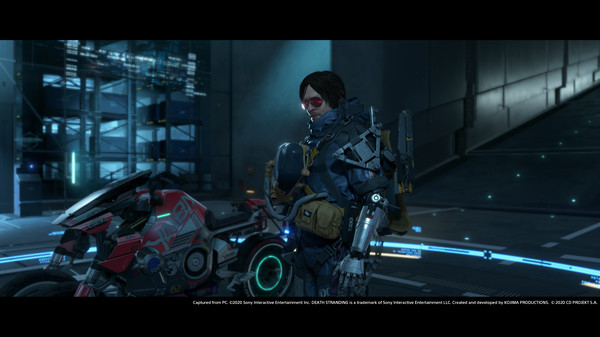 Captured from PC. ©2020 Sony Interactive Entertainment Inc. DEATH STRANDING is a trademark of Sony Interactive Entertainment LLC. Created and developed by KOJIMA PRODUCTIONS. © 2020 CD PROJEKT S.A.